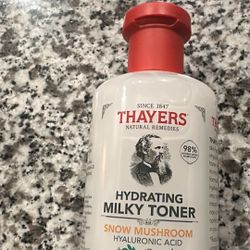 SINCE 1847
THAYERS®
NATURAL REMEDIES
98%
HYDRATING
MILKY TONER
SNOW MUSHROOM
HYALURONIC ACID